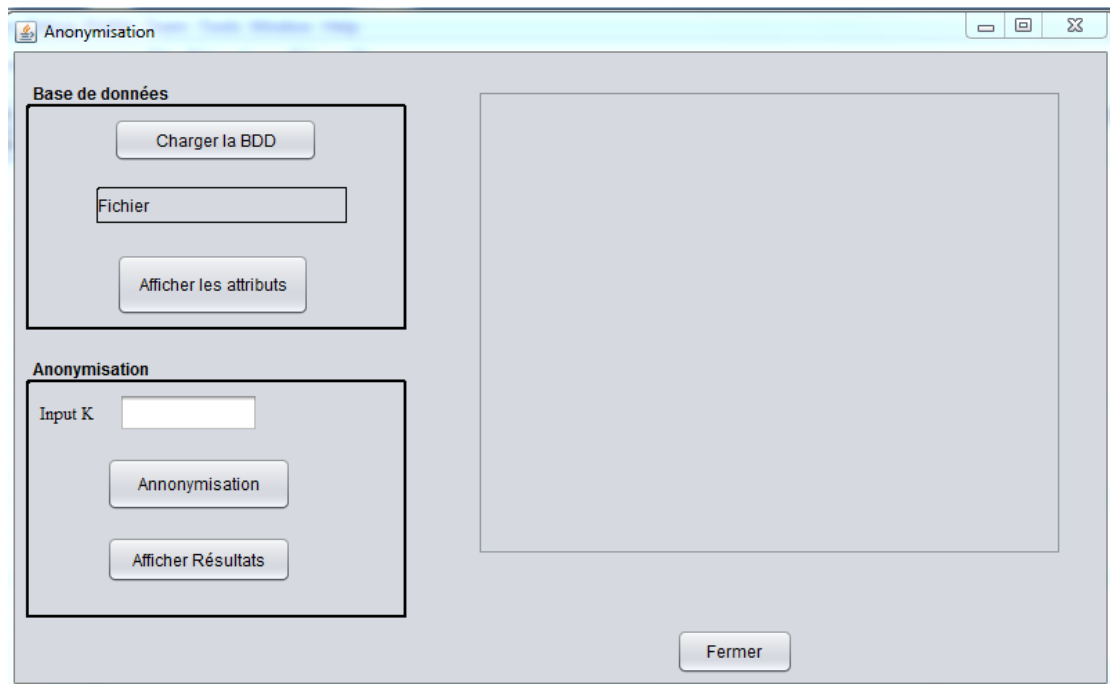 Anonymisation
Base de données
Charger la BDD
Fichier
Afficher les attributs
Anonymisation
Input K
Annonymisation
Afficher Résultats
Fermer